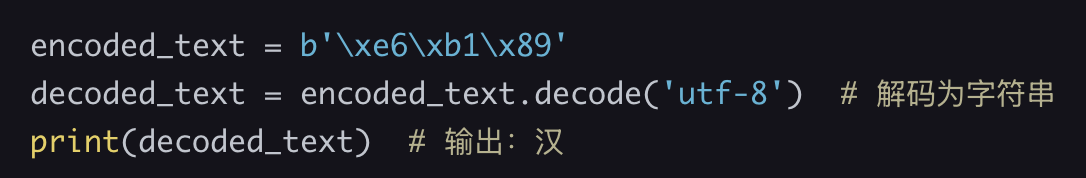 encoded_text = b'\xe6\xb1\x89'
decoded_text = encoded_text.decode('utf-8')  # 解码为字符串
print(decoded_text)  # 输出：汉